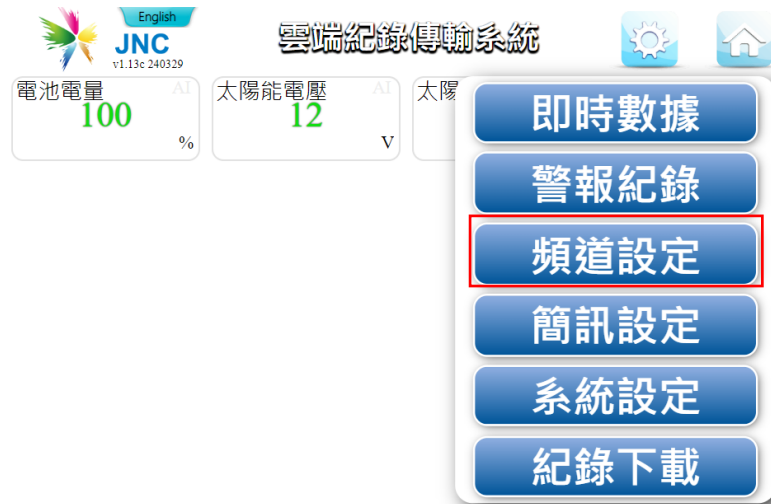 English
JNC
v1.13c 240329
雲端紀錄傳輸系統
電池電量 AI
100
%
太陽能電壓 AI
12
V
太陽
即時數據
警報紀錄
頻道設定
簡訊設定
系統設定
紀錄下載